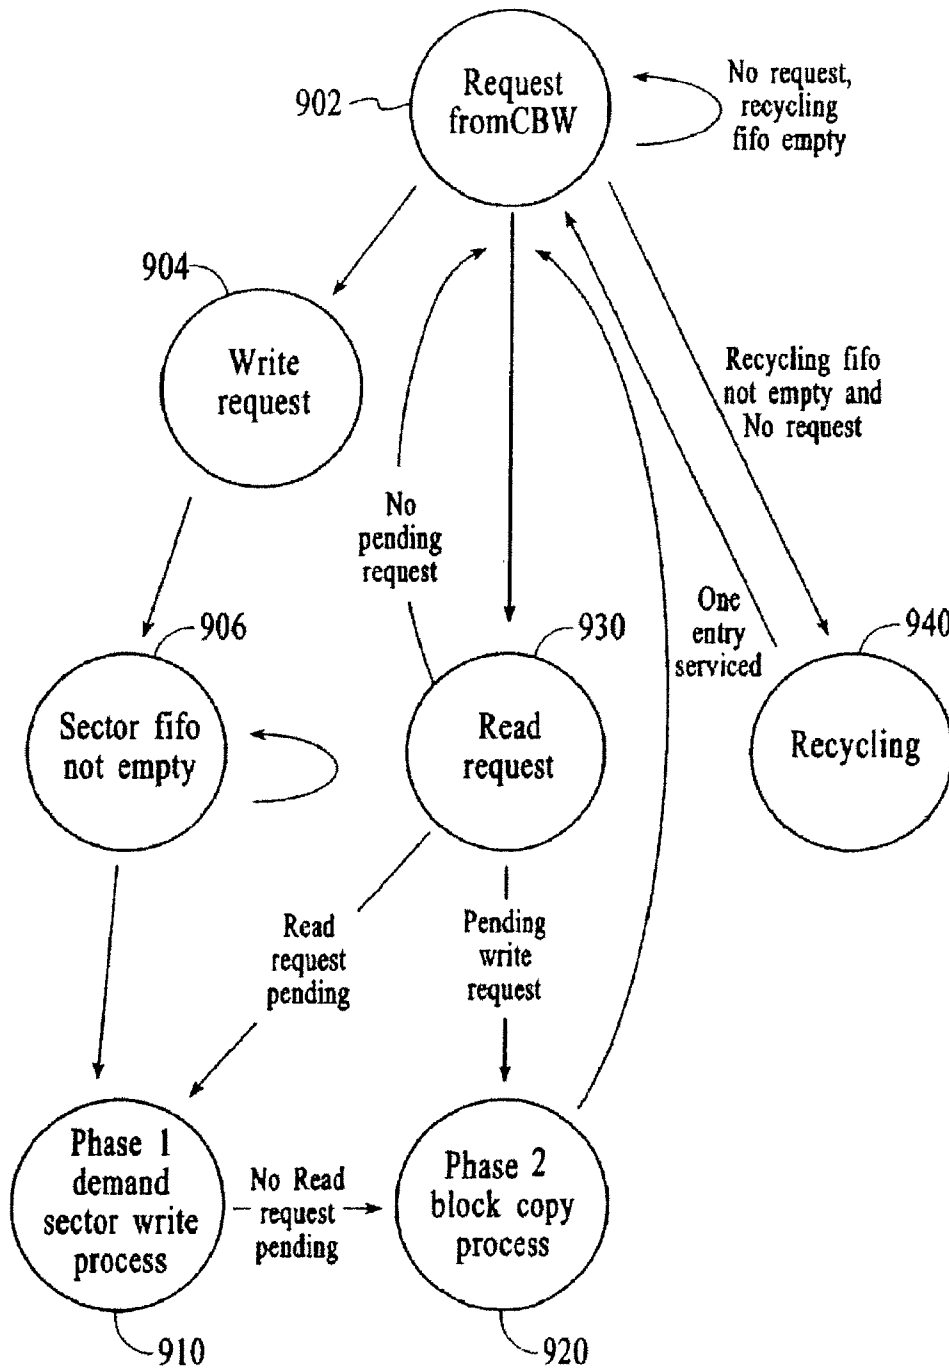 Request
fromCBW
902
No request,
recycling
fifo empty
904
Write
request
Recycling fifo
not empty and
No request
No
pending
request
One
entry
serviced
906
930
940
Sector fifo
not empty
Read
request
Recycling
Read
request
pending
Pending
write
request
Phase 1
demand
sector write
process
No Read
request
pending
Phase 2
block copy
process
910
920